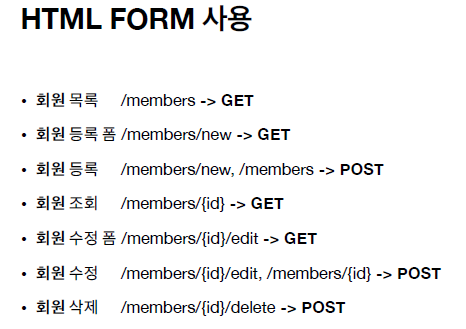 HTML FORM 사용
• 회원 목록 /members -> GET
• 회원 등록 폼 /members/new -> GET
• 회원 등록 /members/new, /members -> POST
• 회원 조회 /members/{id} -> GET
• 회원 수정 폼 /members/{id}/edit -> GET
• 회원 수정 /members/{id}/edit, /members/{id} -> POST
• 회원 삭제 /members/{id}/delete -> POST